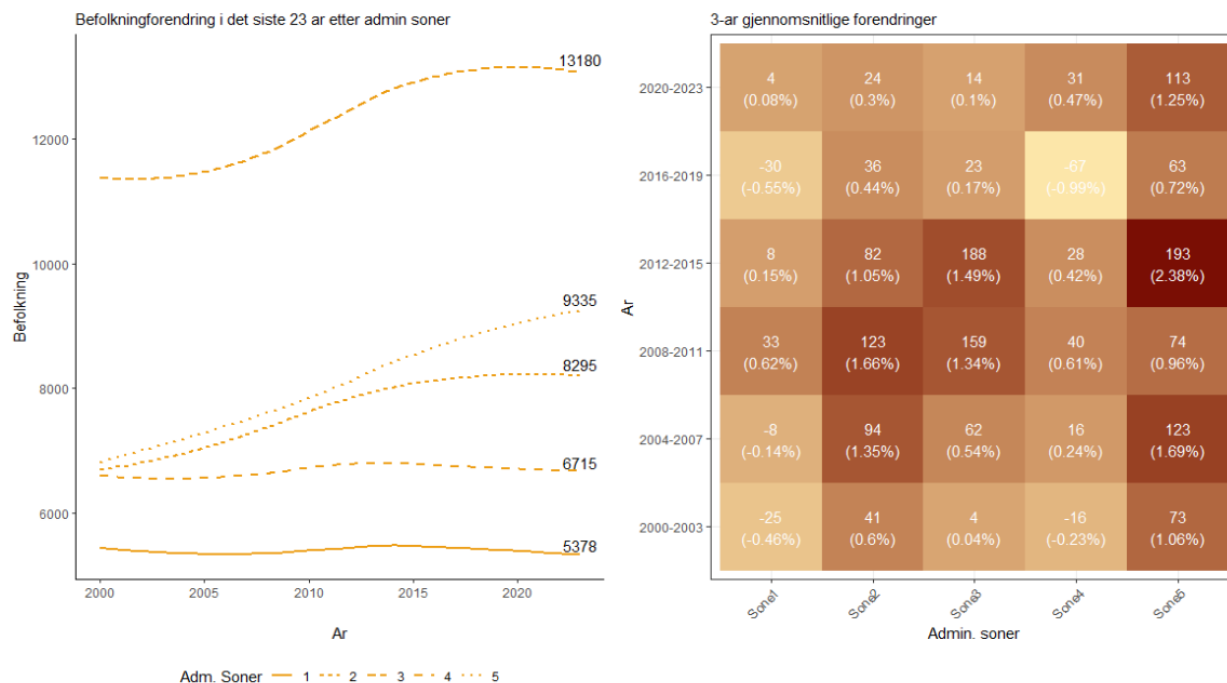 Befolkningforendring i det siste 23 ar etter admin soner
13180
12000
10000
9335
8295
8000
6715
6000
5378
Befolkning
2000 2005 2010 2015 2020
Ar
Adm. Soner 1 2 3 4 5
3-ar gjennomsnitlige forendringer
2020-2023
4 24 14 31 113
(0.08%) (0.3%) (0.1%) (0.47%) (1.25%)
2016-2019
-30 36 23 -67 63
(-0.55%) (0.44%) (0.17%) (-0.99%) (0.72%)
2012-2015
8 82 188 28 193
(0.15%) (1.05%) (1.49%) (0.42%) (2.38%)
Ar
2008-2011
33 123 159 40 74
(0.62%) (1.66%) (1.34%) (0.61%) (0.96%)
2004-2007
-8 94 62 16 123
(-0.14%) (1.35%) (0.54%) (0.24%) (1.69%)
2000-2003
-25 41 4 -16 73
(-0.46%) (0.6%) (0.04%) (-0.23%) (1.06%)
Sone1 Sone2 Sone3 Sone4 Sone5
Admin. soner